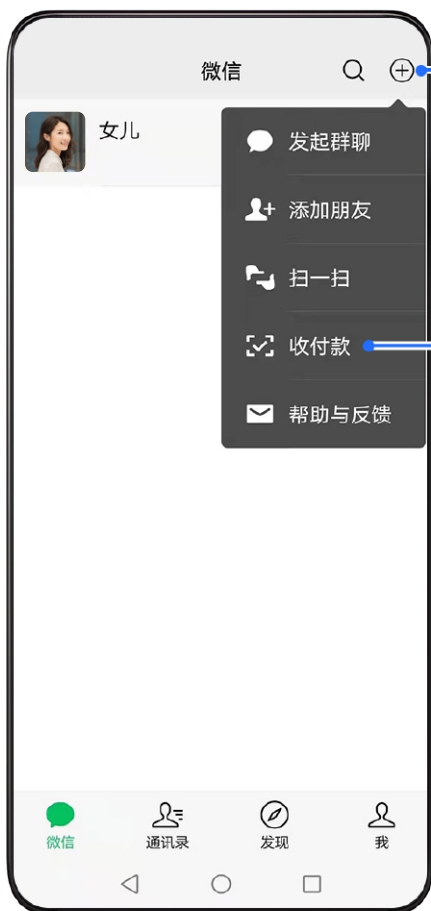 微信
女儿
发起群聊
添加朋友
扫一扫
收付款
帮助与反馈
微信
通讯录
发现
我